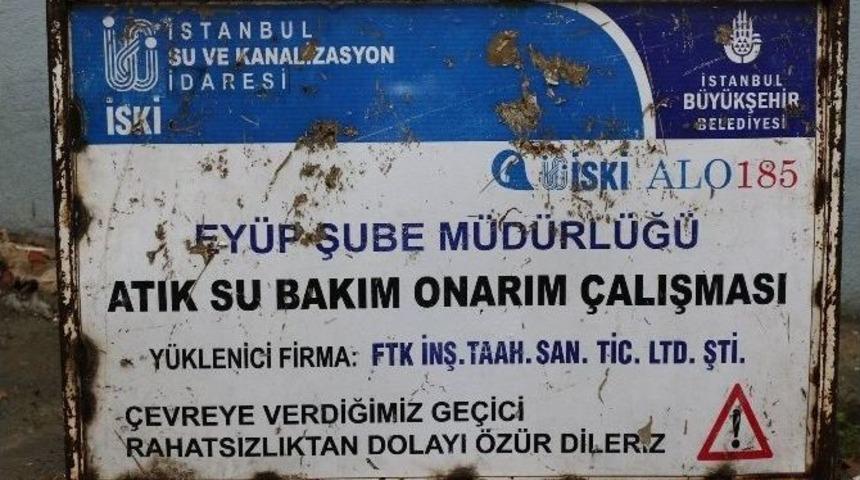 İSTANBUL
SU VE KANALİZASYON
İDARESİ
İSKİ
İSTANBUL
BÜYÜKŞEHİR
BELEDİYESİ
İSKİ ALO185
EYÜP ŞUBE MÜDÜRLÜĞÜ
ATIK SU BAKIM ONARIM ÇALIŞMASI
YÜKLENİCİ FİRMA: FTK İNŞ.TAAH.SAN. TİC. LTD. ŞTİ.
ÇEVREYE VERDİĞİMİZ GEÇİCİ
RAHATSIZLIKTAN DOLAYI ÖZÜR DİLERİZ
!